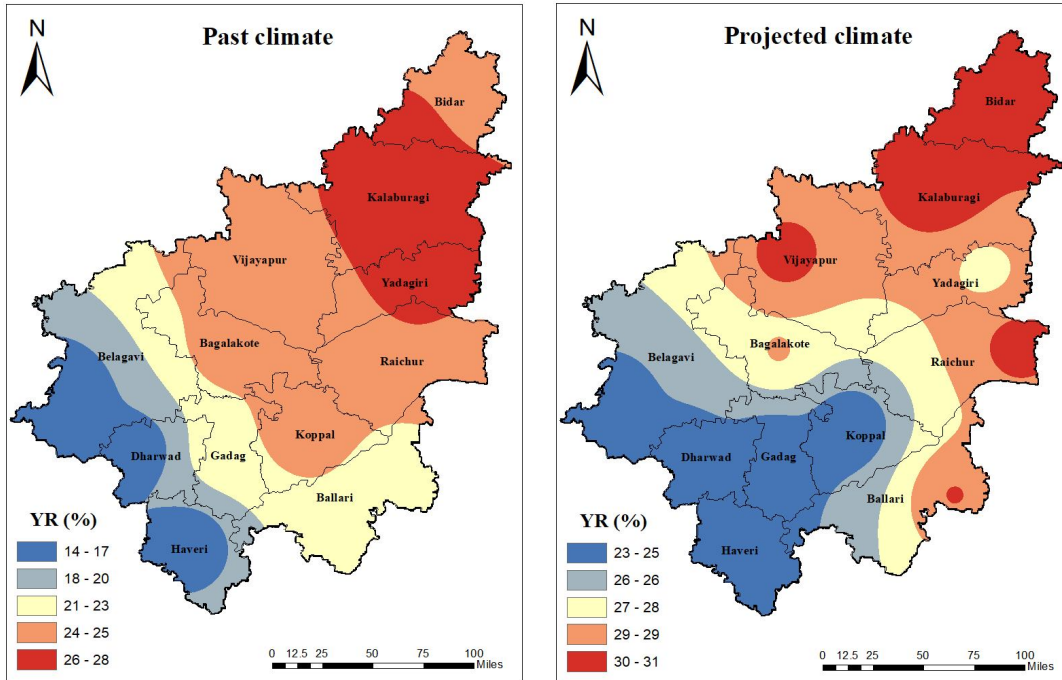 N
Past climate
Bidar
Kalaburagi
Vijayapur
Yadagiri
Bagalakote
Raichur
Belagavi
Koppal
Dharwad
Gadag
Ballari
Haveri
YR (%)
14 - 17
18 - 20
21 - 23
24 - 25
26 - 28
0 12.5 25 50 75 100
Miles
N
Projected climate
Bidar
Kalaburagi
Vijayapur
Yadagiri
Bagalakote
Raichur
Belagavi
Koppal
Dharwad
Gadag
Ballari
Haveri
YR (%)
23 - 25
26 - 26
27 - 28
29 - 29
30 - 31
0 12.5 25 50 75 100
Miles